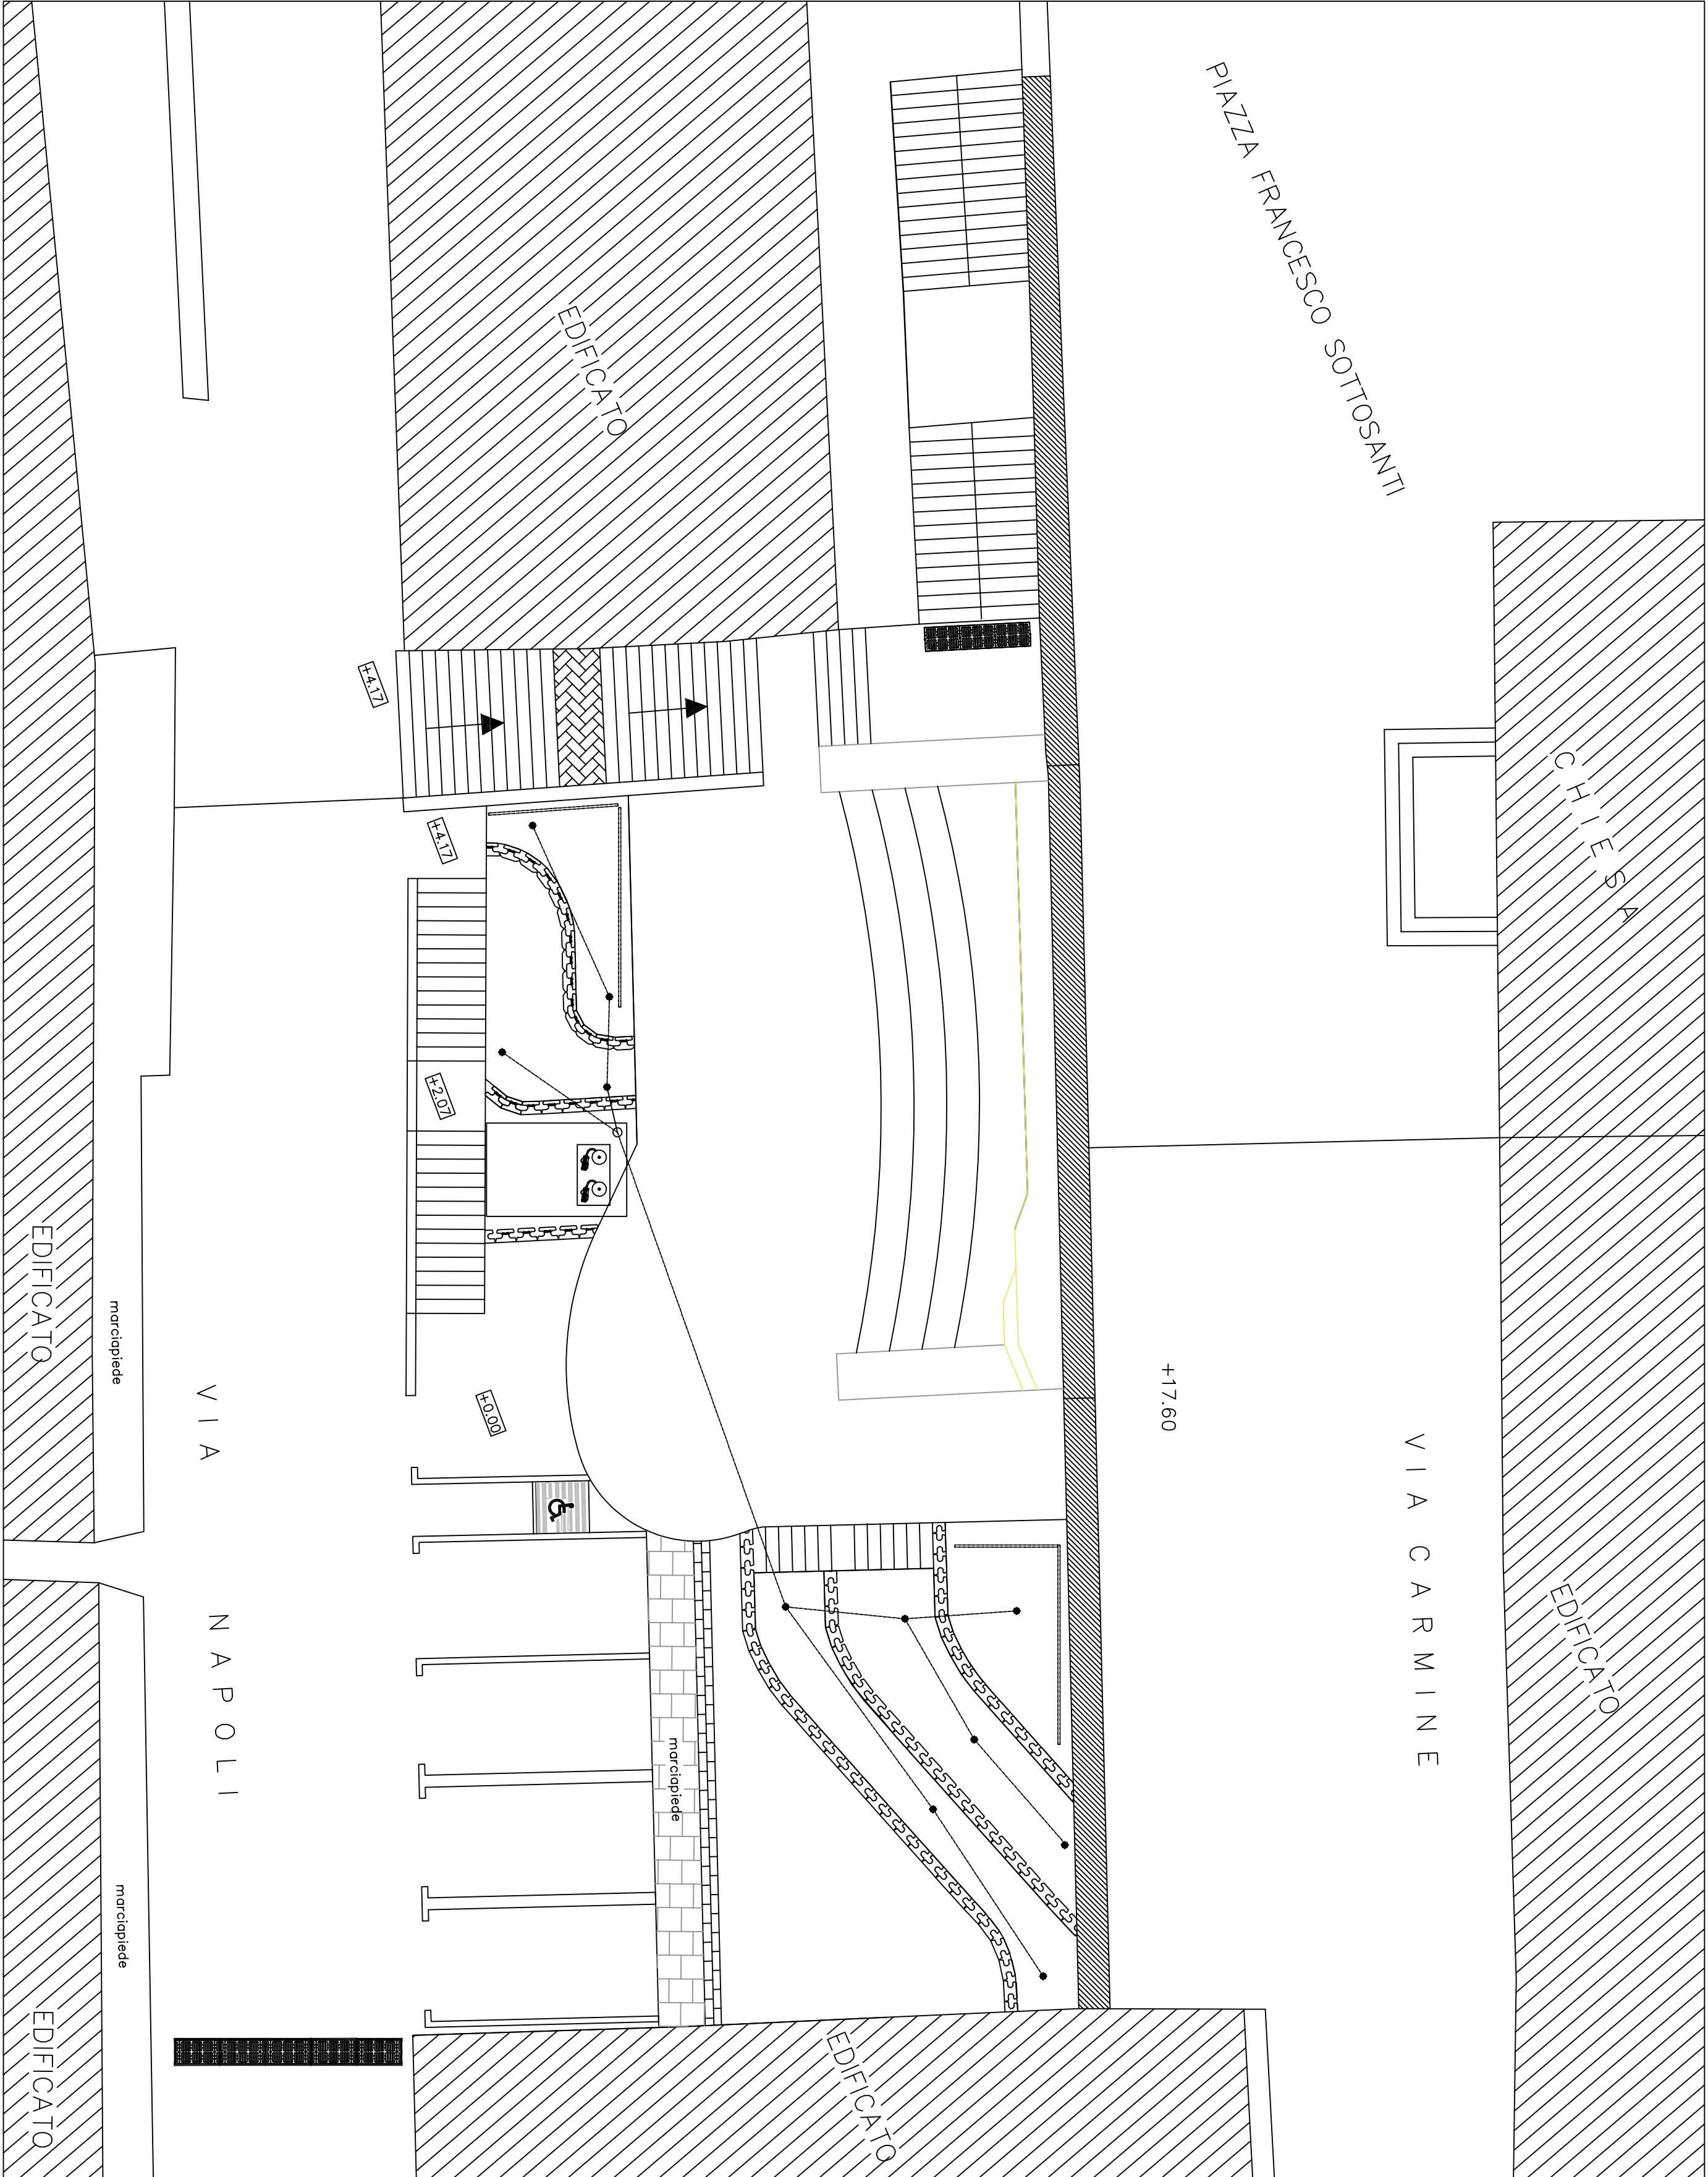 PIAZZA FRANCESCO SOTTOSANTI
EDIFICATO
+4.17
CHIESA
+4.17
+2.07
EDIFICATO
marciapiede
VIA NAPOLI
+0.00
+17.60
VIA CARMINE
EDIFICATO
marciapiede
marciapiede
EDIFICATO
EDIFICATO